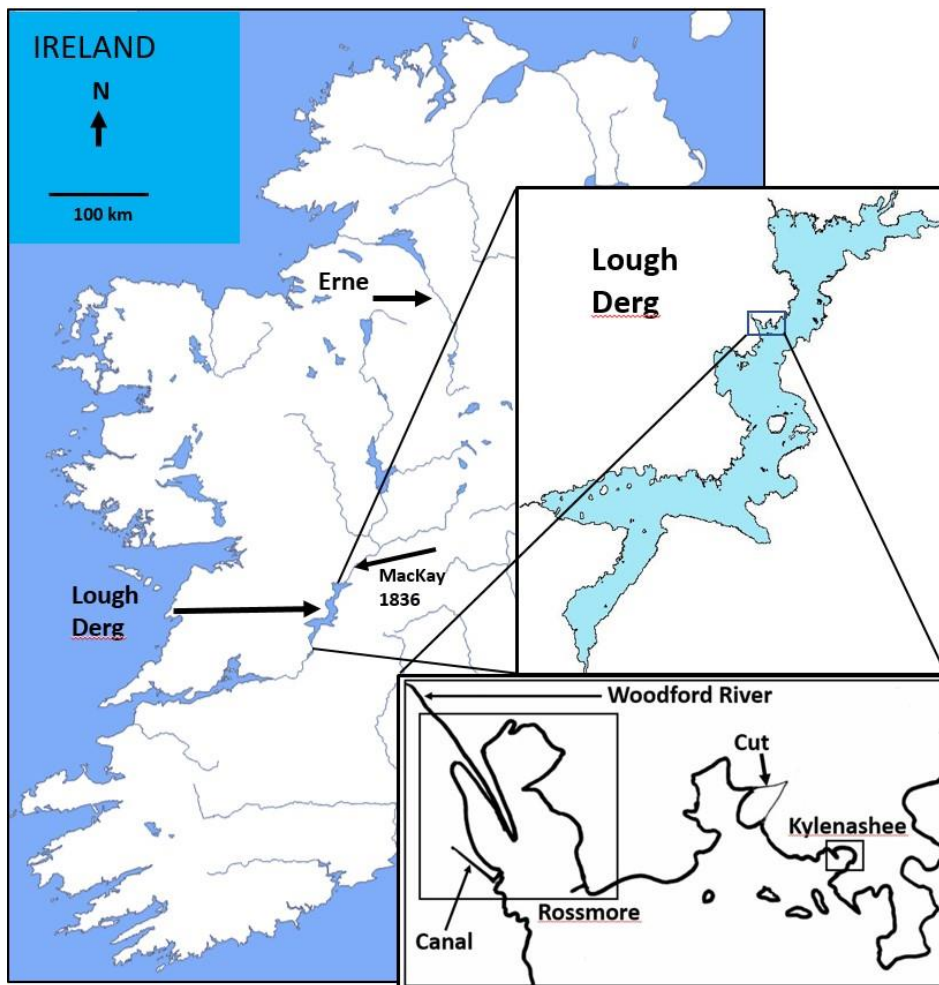 IRELAND
N
100 km
Erne
Lough
Derg
MacKay
1836
Lough
Derg
Woodford River
Cut
Kylenashee
Rossmore
Canal